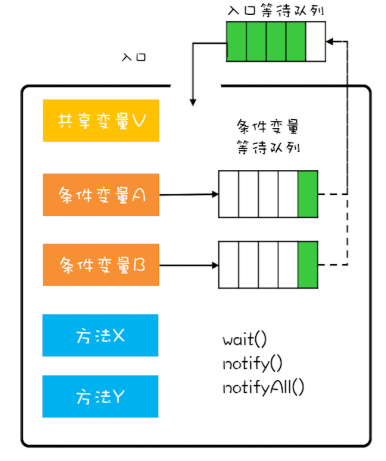 入口等待队列
入口
共享变量V
条件变量
等待队列
条件变量A
条件变量B
方法X
wait()
notify()
notifyAll()
方法Y